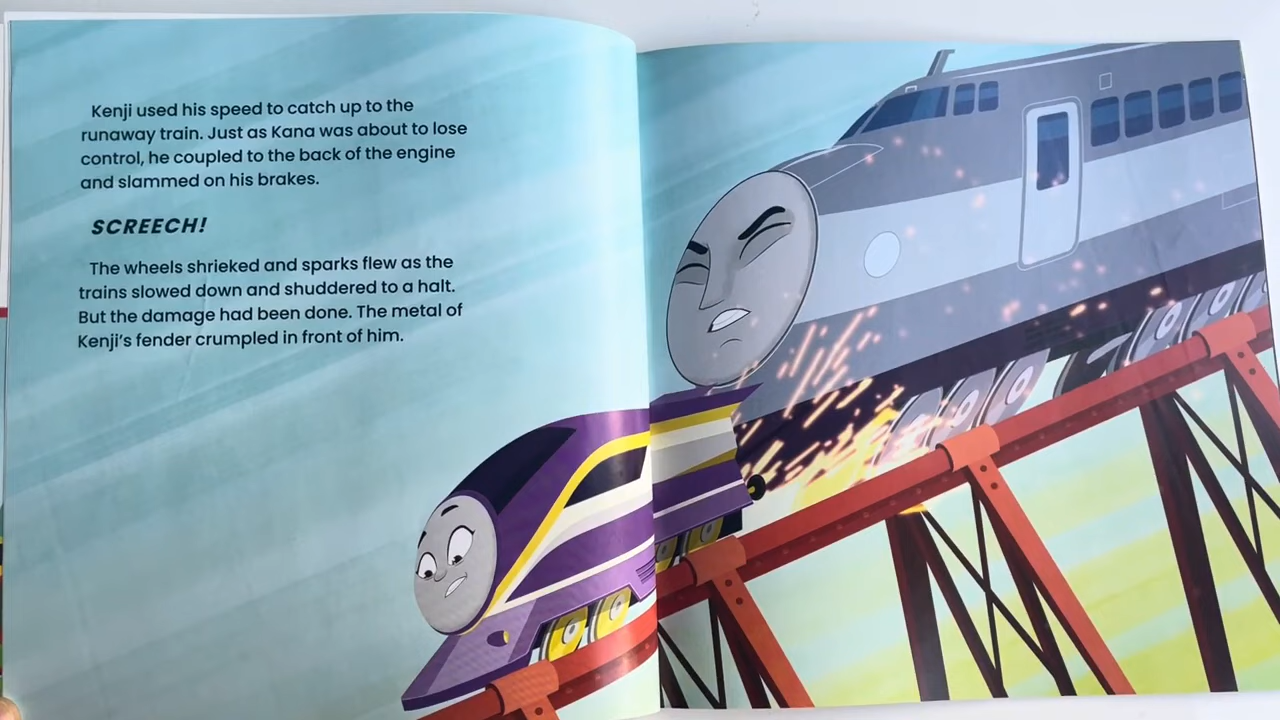 Kenji used his speed to catch up to the
runaway train. Just as Kana was about to lose
control, he coupled to the back of the engine
and slammed on his brakes.
SCREECH!
The wheels shrieked and sparks flew as the
trains slowed down and shuddered to a halt.
But the damage had been done. The metal of
Kenji's fender crumpled in front of him.